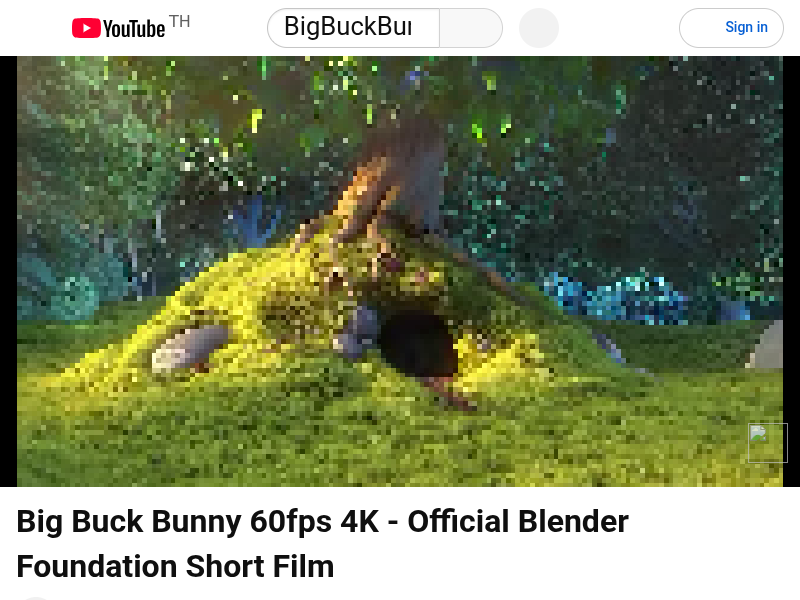 YouTube TH
BigBuckBu
Sign in
Big Buck Bunny 60fps 4K - Official Blender
Foundation Short Film